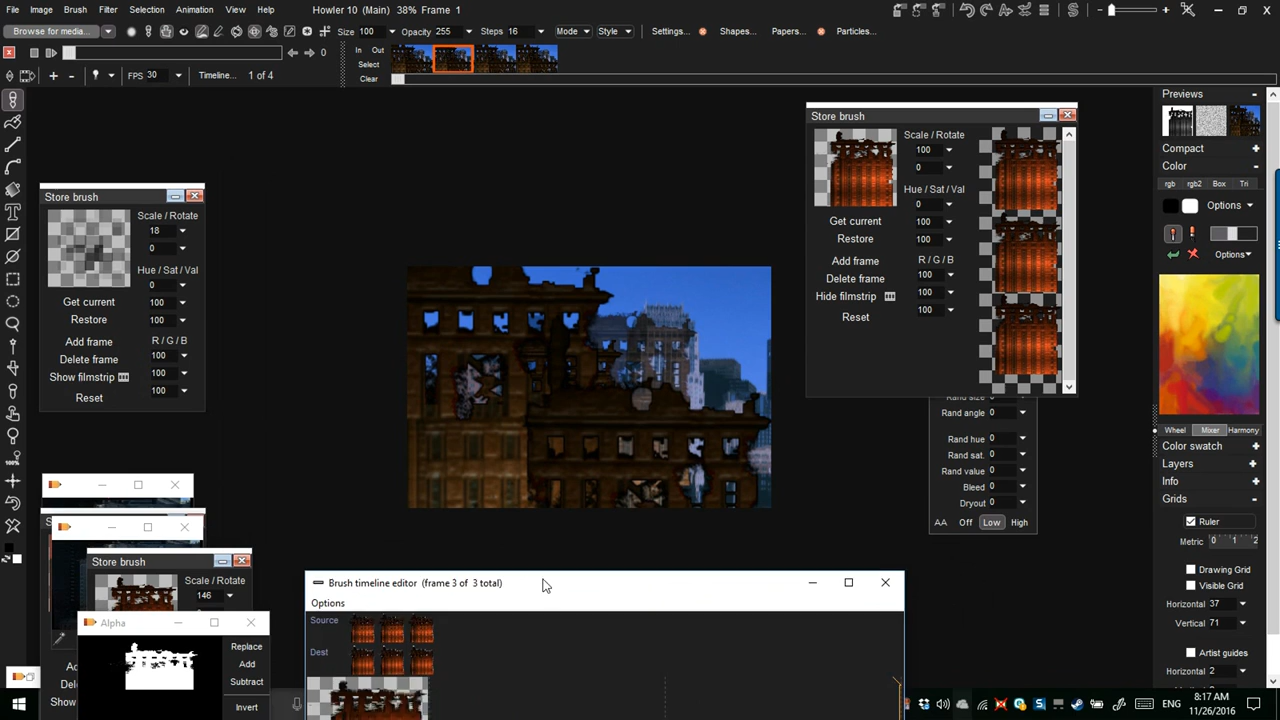 File Image Brush Filter Selection Animation View Help Howler 10 (Main) 38% Frame 1
Browse for media... Size 100 Opacity 255 Steps 16 Mode Style Settings... Shapes... Papers... Particles...
0 In Out
Select
FPS 30 Timeline... 1 of 4 Clear
Previews
Compact
Color
rgb rgb2 Box Tri
Options
Options
Wheel Mixer Harmony
Color swatch
Layers
Info
Grids
Ruler
Metric 0 1 2
Drawing Grid
Visible Grid
Horizontal 37
Vertical 71
Artist guides
Horizontal 2
Store brush
Scale / Rotate
100
0
Hue / Sat / Val
0
Get current 100
Restore 100
Add frame R / G / B
Delete frame 100
Hide filmstrip 100
Reset 100
Rand angle 0
Rand hue 0
Rand sat. 0
Rand value 0
Bleed 0
Dryout 0
AA Off Low High
Store brush
Scale / Rotate
18
0
Hue / Sat / Val
0
Get current 100
Restore 100
Add frame R / G / B
Delete frame 100
Show filmstrip 100
Reset 100
100%
Store brush
Scale / Rotate
146
Alpha
Replace
Add
Subtract
Invert
Brush timeline editor (frame 3 of 3 total)
Options
Source
Dest
ENG
8:17 AM
11/26/2016